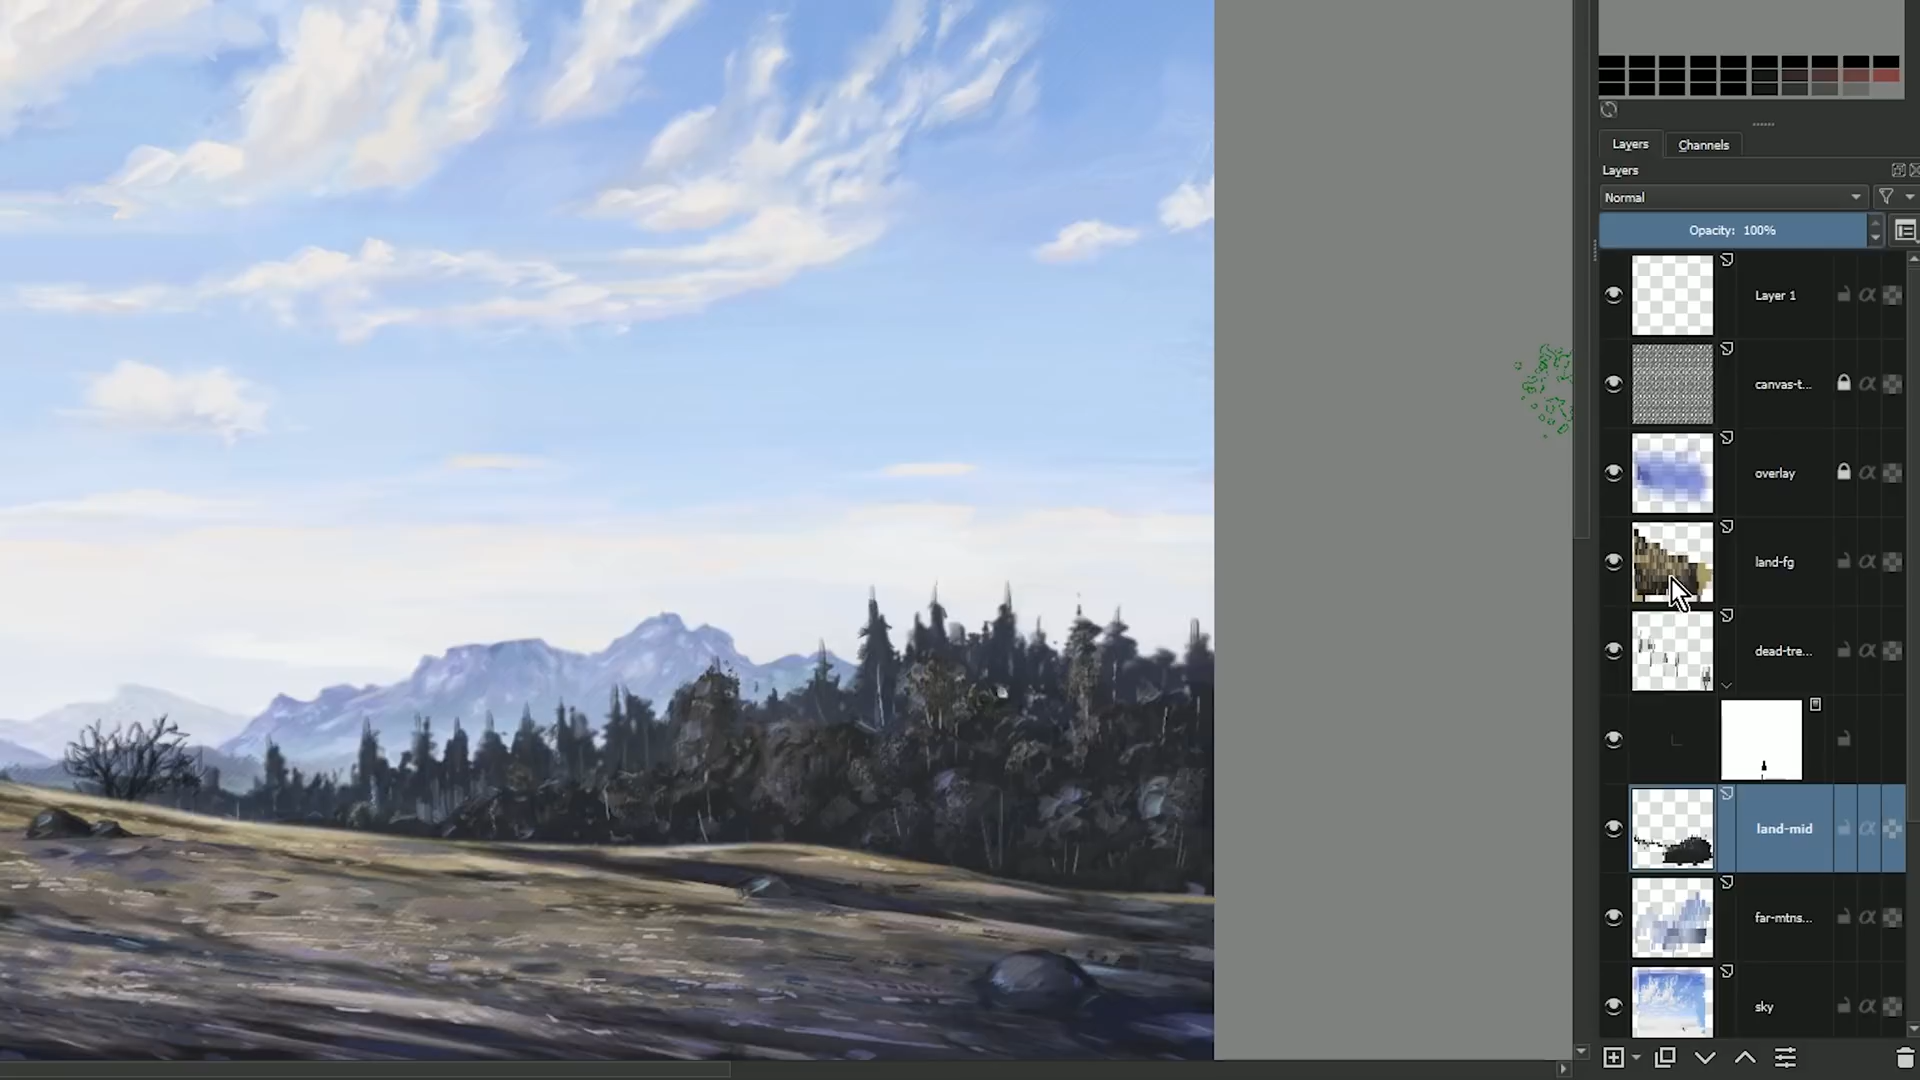 Layers Channels
Layers
Normal
Opacity: 100%
Layer 1
canvas-t...
overlay
land-fg
dead-tre...
land-mid
far-mtns...
sky